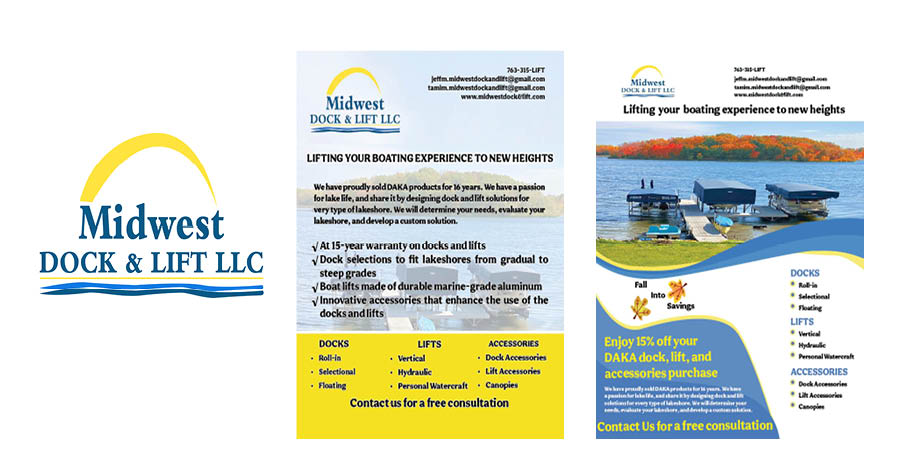 Midwest
DOCK & LIFT LLC
763-315-LIFT
jeffm.midwestdockandlift@gmail.com
tamim.midwestdockandlift@gmail.com
www.midwestdock&lift.com
Midwest
DOCK & LIFT LLC
LIFTING YOUR BOATING EXPERIENCE TO NEW HEIGHTS
We have proudly sold DAKA products for 16 years. We have a passion
for lake life, and share it by designing dock and lift solutions for
very type of lakeshore. We will determine your needs, evaluate your
lakeshore, and develop a custom solution.
√ At 15-year warranty on docks and lifts
√ Dock selections to fit lakeshores from gradual to
steep grades
√ Boat lifts made of durable marine-grade aluminum
√ Innovative accessories that enhance the use of the
docks and lifts
DOCKS
• Roll-in
• Selectional
• Floating
LIFTS
• Vertical
• Hydraulic
• Personal Watercraft
ACCESSORIES
• Dock Accessories
• Lift Accessories
• Canopies
Contact us for a free consultation
763-315-LIFT
jeffm.midwestdockandlift@gmail.com
tamim.midwestdockandlift@gmail.com
www.midwestdock&lift.com
Midwest
DOCK & LIFT LLC
Lifting your boating experience to new heights
Fall
Into
Savings
Enjoy 15% off your
DAKA dock, lift, and
accessories purchase
We have proudly sold DAKA products for 16 years. We have
a passion for lake life, and share it by designing dock and lift
solutions for every type of lakeshore. We will determine your
needs, evaluate your lakeshore, and develop a custom solution.
Contact Us for a free consultation
DOCKS
Roll-in
Selectional
Floating
LIFTS
Vertical
Hydraulic
Personal Watercraft
ACCESSORIES
Dock Accessories
Lift Accessories
Canopies